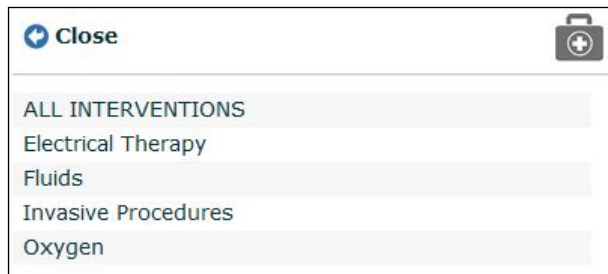 Close
ALL INTERVENTIONS
Electrical Therapy
Fluids
Invasive Procedures
Oxygen